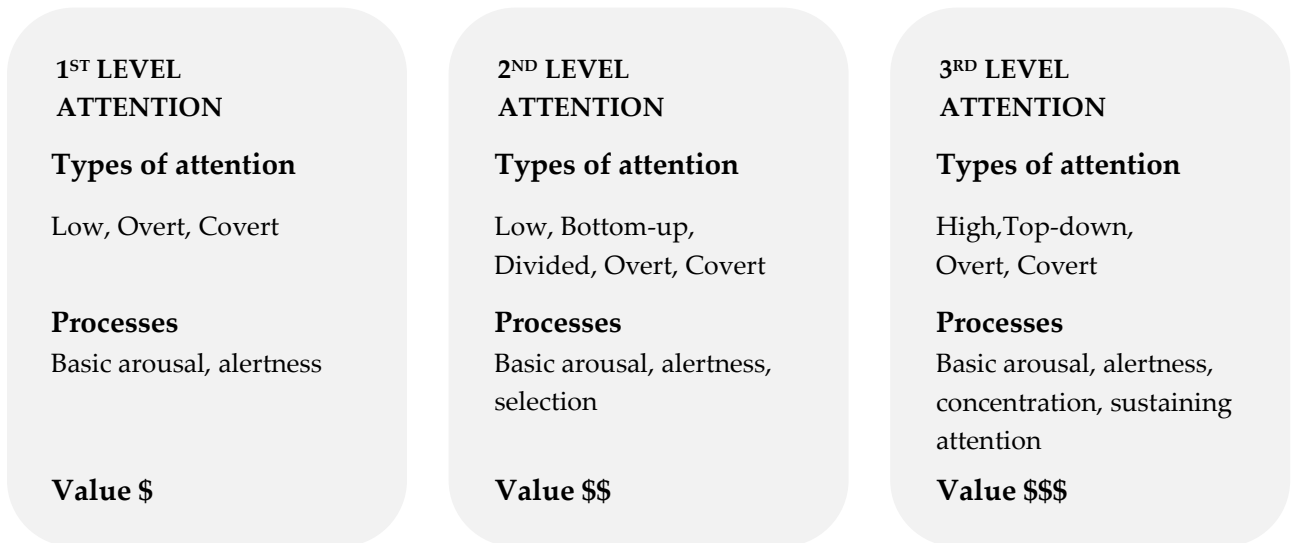 1ST LEVEL
ATTENTION
Types of attention
Low, Overt, Covert
Processes
Basic arousal, alertness
Value $
2ND LEVEL
ATTENTION
Types of attention
Low, Bottom-up,
Divided, Overt, Covert
Processes
Basic arousal, alertness,
selection
Value $$
3RD LEVEL
ATTENTION
Types of attention
High,Top-down,
Overt, Covert
Processes
Basic arousal, alertness,
concentration, sustaining
attention
Value $$$